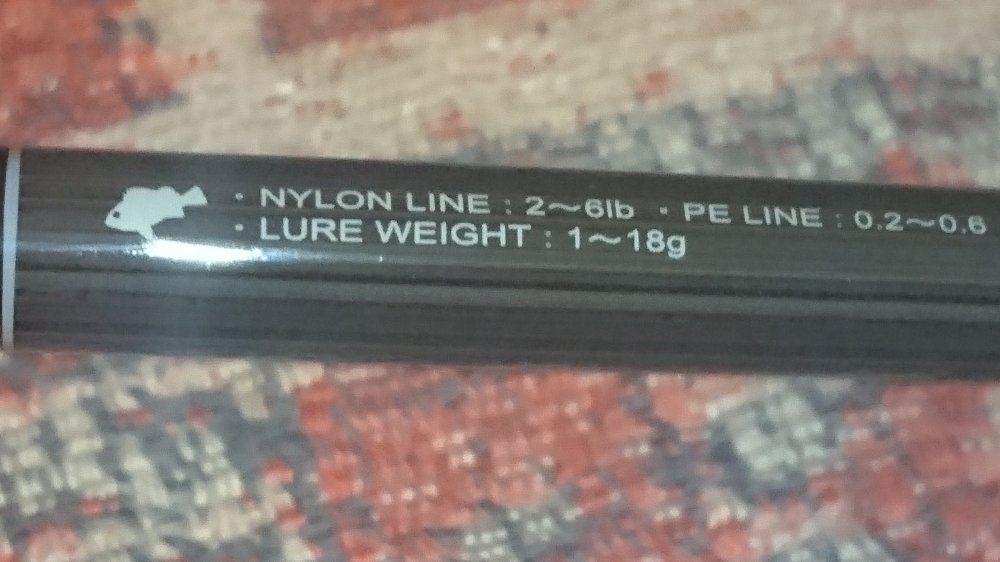 ・NYLON LINE : 2～6lb ・PE LINE : 0.2～0.6
・LURE WEIGHT : 1～18g